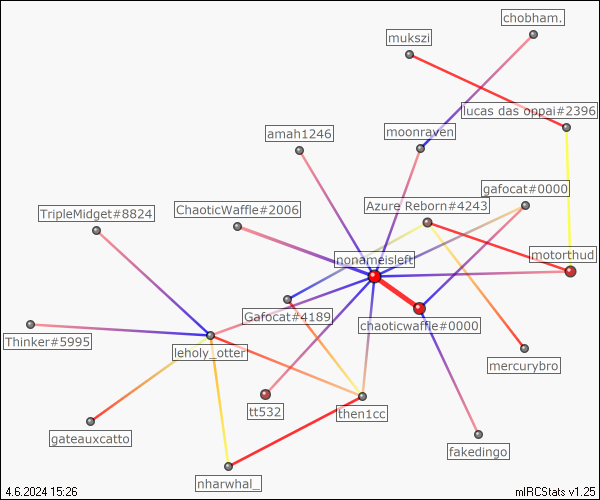 chobham.
mukszi
lucas das oppai#2396
amah1246
moonraven
gafocat#0000
ChaoticWaffle#2006
Azure Reborn#4243
TripleMidget#8824
nonameisleft
motorthud
Gafocat#4189
chaoticwaffle#0000
Thinker#5995
leholy_otter
mercurybro
tt532
then1cc
gateauxcatto
fakedingo
nharwhal_
4.6.2024 15:26
mIRCStats v1.25